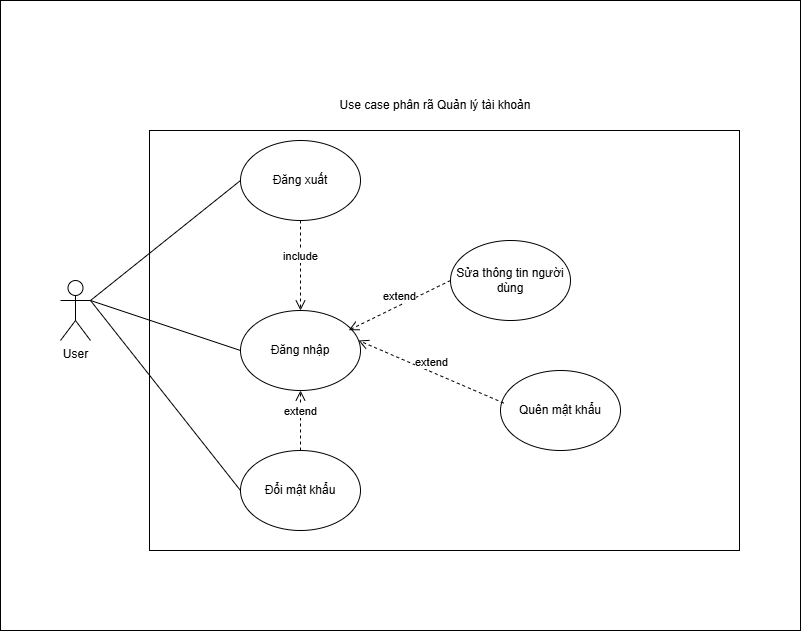 Use case phân rã Quản lý tài khoản
Đăng xuất
include
Sửa thông tin người
dùng
extend
User
Đăng nhập
extend
extend
Quên mật khẩu
Đổi mật khẩu